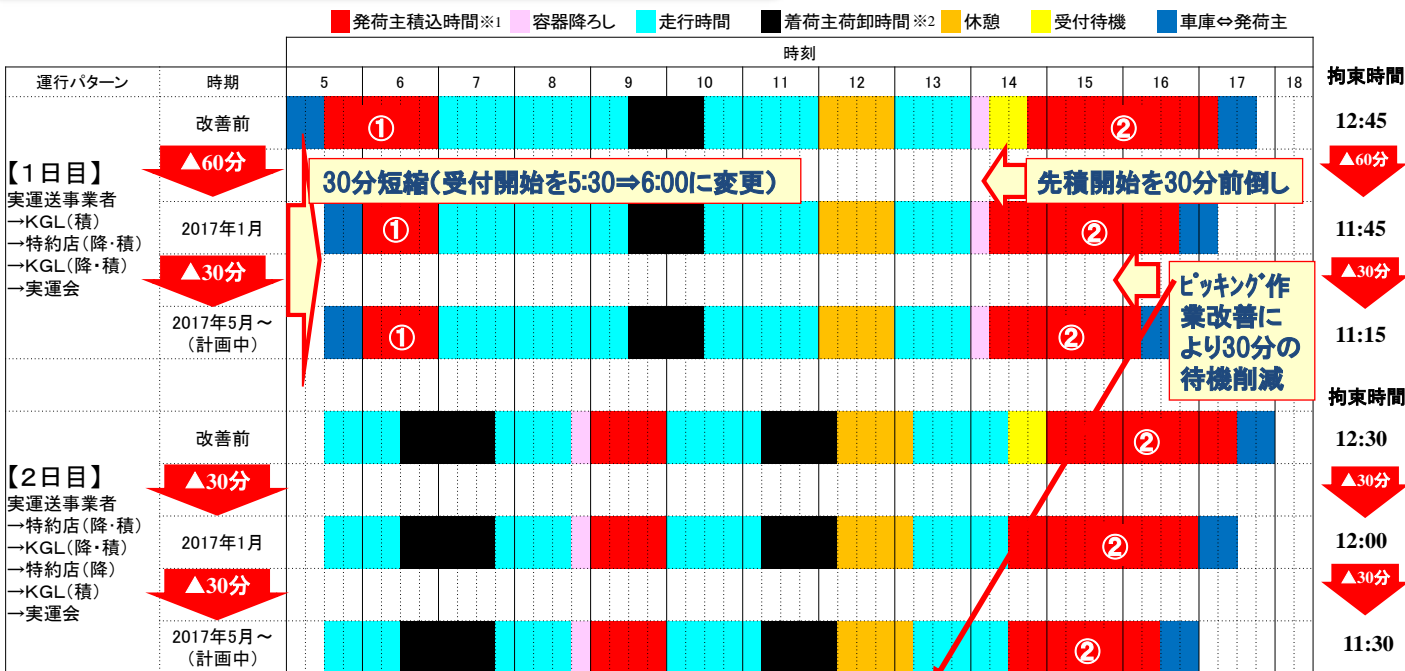 発荷主積込時間※1 容器降ろし 走行時間 着荷主荷卸時間※2 休憩 受付待機 車庫⇔発荷主
時刻
運行パターン 時期 5 6 7 8 9 10 11 12 13 14 15 16 17 18 拘束時間
【1日目】
実運送事業者
→KGL(積)
→特約店(降・積)
→KGL(降・積)
→実運会
改善前 ① ② 12:45
▲60分 ▲60分
30分短縮(受付開始を5:30⇒6:00に変更) 先積開始を30分前倒し
2017年1月 ① ② 11:45
▲30分 ▲30分
ピッキング作
業改善に
より30分の
待機削減
2017年5月~
(計画中) ① ② 11:15
拘束時間
【2日目】
実運送事業者
→特約店(降・積)
→KGL(降・積)
→特約店(降)
→KGL(積)
→実運会
改善前 ② 12:30
▲30分 ▲30分
2017年1月 ② 12:00
▲30分 ▲30分
2017年5月~
(計画中) ② 11:30